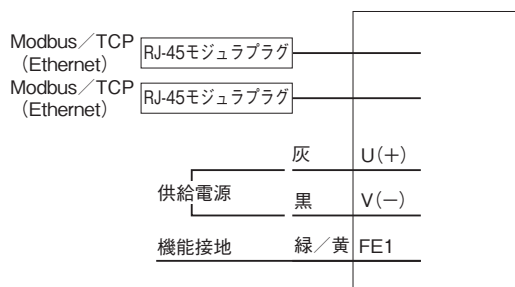 Modbus／TCP
（Ethernet）
RJ-45モジュラプラグ
Modbus／TCP
（Ethernet）
RJ-45モジュラプラグ
灰 U(＋)
供給電源
黒 V(－)
機能接地 緑／黄 FE1